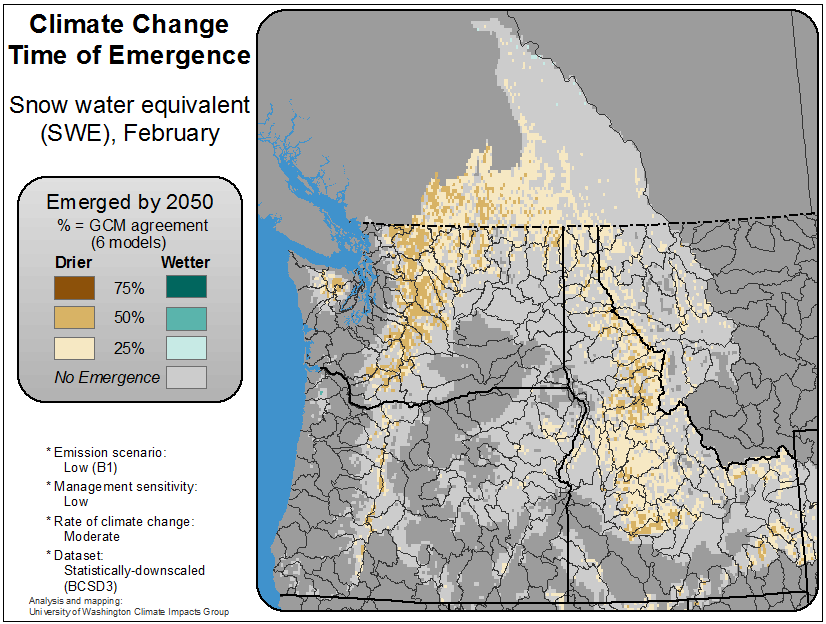 Climate Change
Time of Emergence
Snow water equivalent
(SWE), February
Emerged by 2050
% = GCM agreement
(6 models)
Drier Wetter
75%
50%
25%
No Emergence
* Emission scenario:
Low (B1)
* Management sensitivity:
Low
* Rate of climate change:
Moderate
* Dataset:
Statistically-downscaled
(BCSD3)
Analysis and mapping:
University of Washington Climate Impacts Group